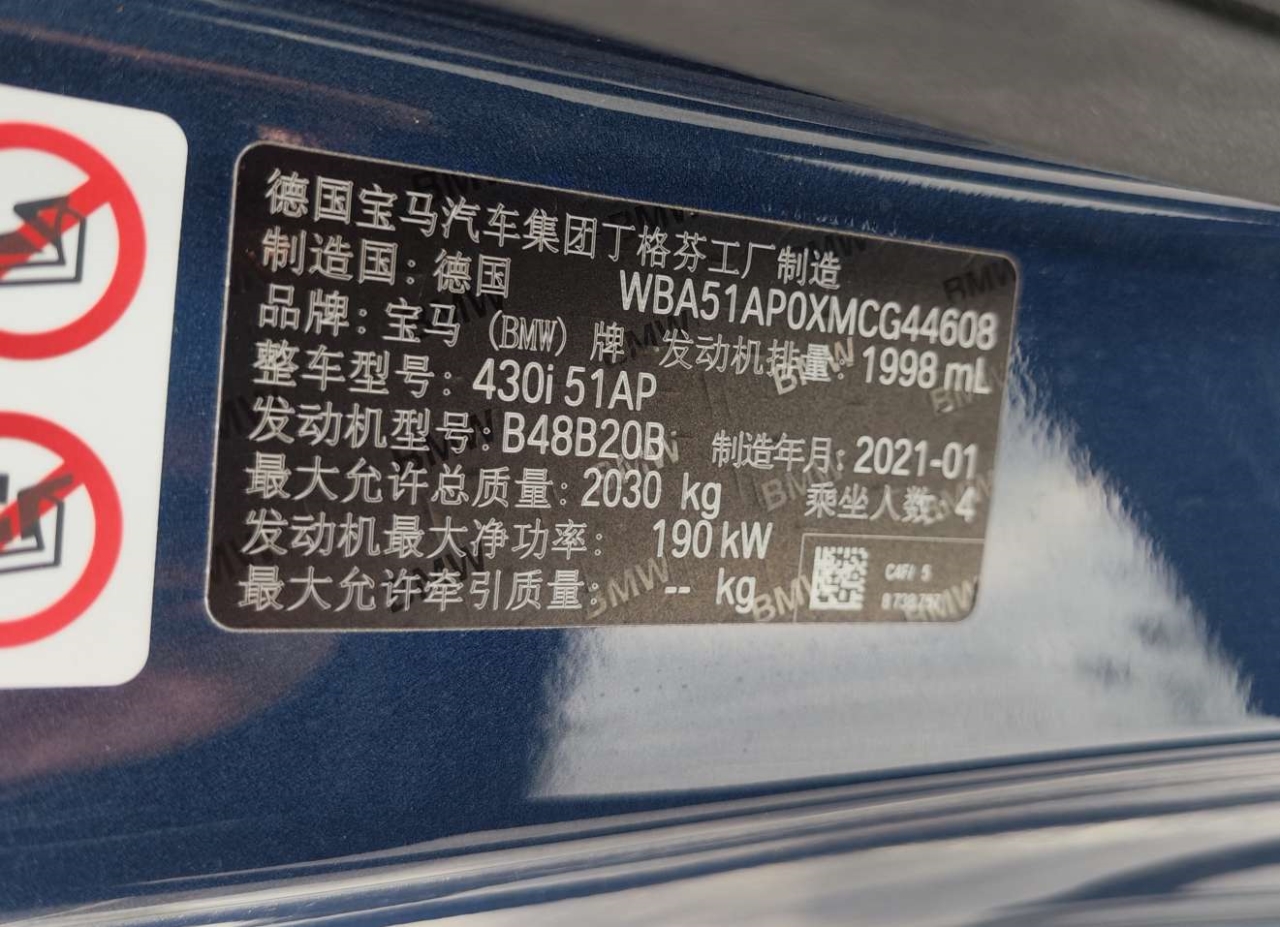 德国宝马汽车集团丁格芬工厂制造
制造国：德国 WBA51AP0XMCG44608
品牌：宝马（BMW）牌 发动机排量：1998 mL
整车型号：430i 51AP
发动机型号：B48B20B 制造年月：2021-01
最大允许总质量：2030 kg 乘坐人数：4
发动机最大净功率： 190 kW
最大允许牵引质量： -- kg